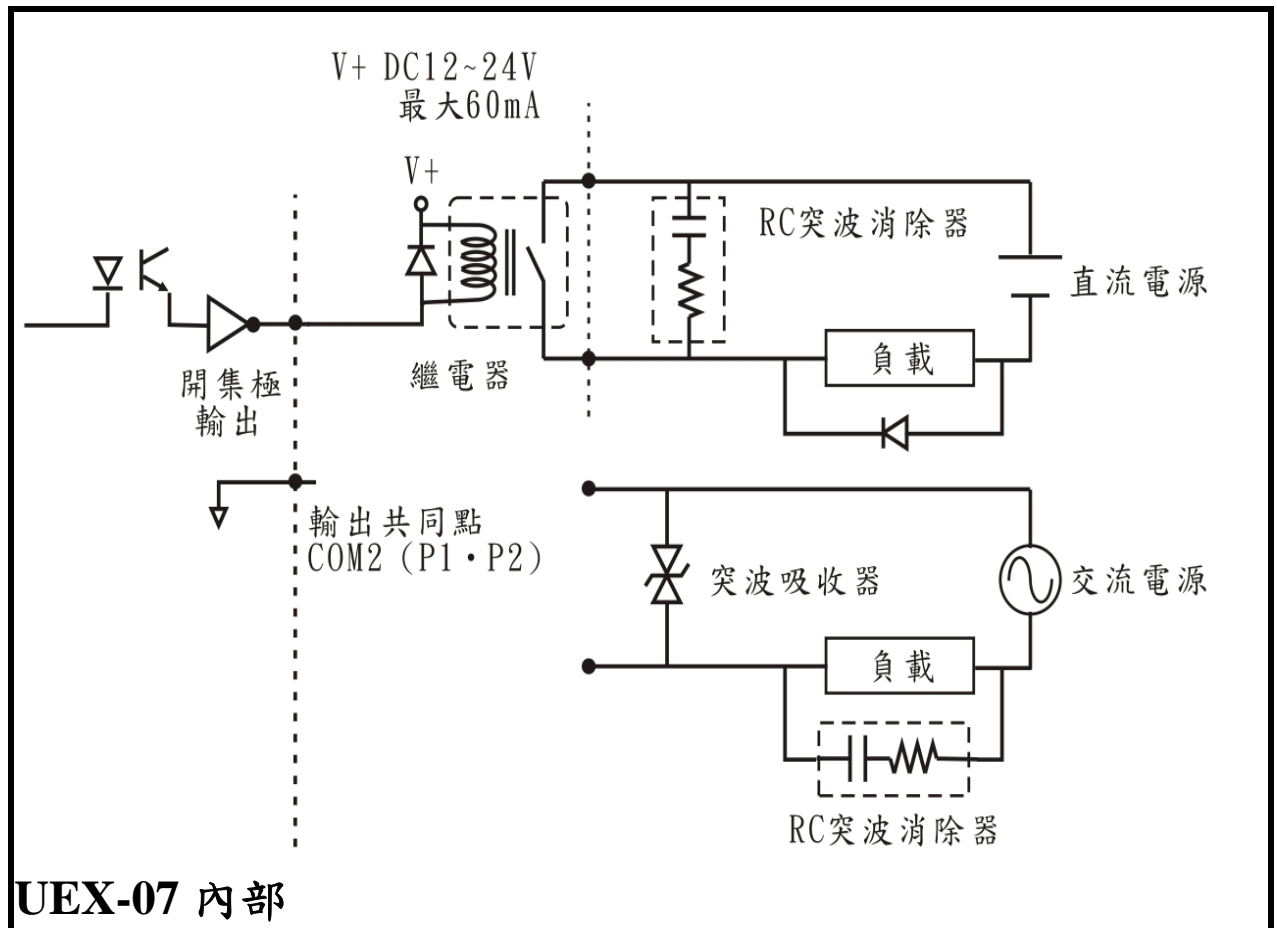 V+ DC12~24V
最大60mA
V+
RC突波消除器
直流電源
負載
繼電器
開集極
輸出
輸出共同點
COM2 (P1・P2)
突波吸收器
交流電源
負載
RC突波消除器
UEX-07 內部